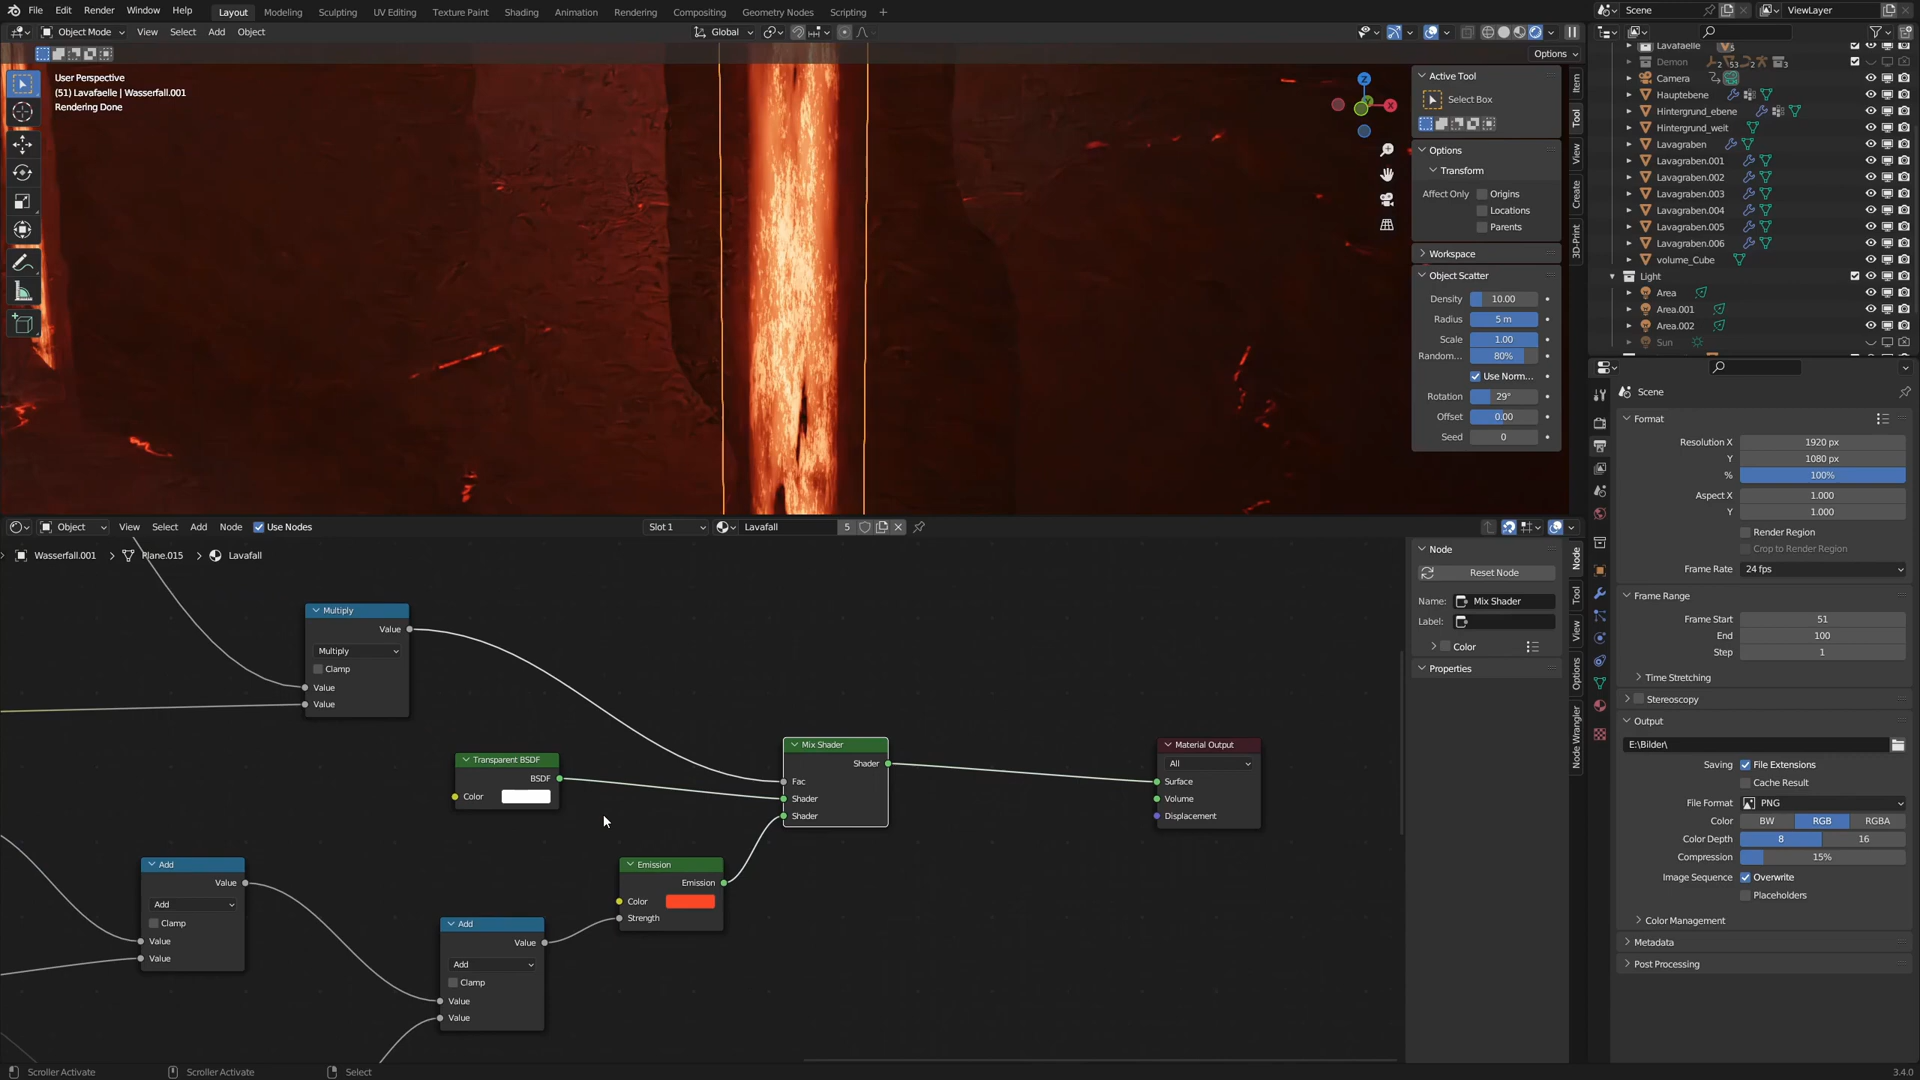 File Edit Render Window Help Layout Modeling Sculpting UV Editing Texture Paint Shading Animation Rendering Compositing Geometry Nodes Scripting + Scene ViewLayer
Object Mode View Select Add Object Global
Options
User Perspective
(51) Lavafaelle | Wasserfall.001
Rendering Done
Z
X
Active Tool
Select Box
Options
Transform
Affect Only Origins
Locations
Parents
Workspace
Object Scatter
Density 10.00
Radius 5 m
Scale 1.00
Random... 80%
Use Norm...
Rotation 29°
Offset 0.00
Seed 0
Item
Tool
View
Create
3D-Print
Lavafaelle 5
Demon 2 53 2 3
Camera
Hauptebene
Hintergrund_ebene
Hintergrund_weit
Lavagraben
Lavagraben.001
Lavagraben.002
Lavagraben.003
Lavagraben.004
Lavagraben.005
Lavagraben.006
volume_Cube
Light
Area
Area.001
Area.002
Sun
Scene
Format
Resolution X 1920 px
Y 1080 px
% 100%
Aspect X 1.000
Y 1.000
Render Region
Crop to Render Region
Frame Rate 24 fps
Frame Range
Frame Start 51
End 100
Step 1
Time Stretching
Stereoscopy
Output
E:\Bilder\
Saving File Extensions
Cache Result
File Format PNG
Color BW RGB RGBA
Color Depth 8 16
Compression 15%
Image Sequence Overwrite
Placeholders
Color Management
Metadata
Post Processing
Object View Select Add Node Use Nodes Slot 1 Lavafall 5
Wasserfall.001 > Plane.015 > Lavafall
Multiply
Value
Multiply
Clamp
Value
Value
Transparent BSDF
BSDF
Color
Mix Shader
Shader
Fac
Shader
Shader
Material Output
All
Surface
Volume
Displacement
Add
Value
Add
Clamp
Value
Value
Emission
Emission
Color
Strength
Add
Value
Add
Clamp
Value
Value
Node
Reset Node
Name: Mix Shader
Label:
Color
Properties
Node
Tool
View
Options
Node Wrangler
Scroller Activate Scroller Activate Select 3.4.0